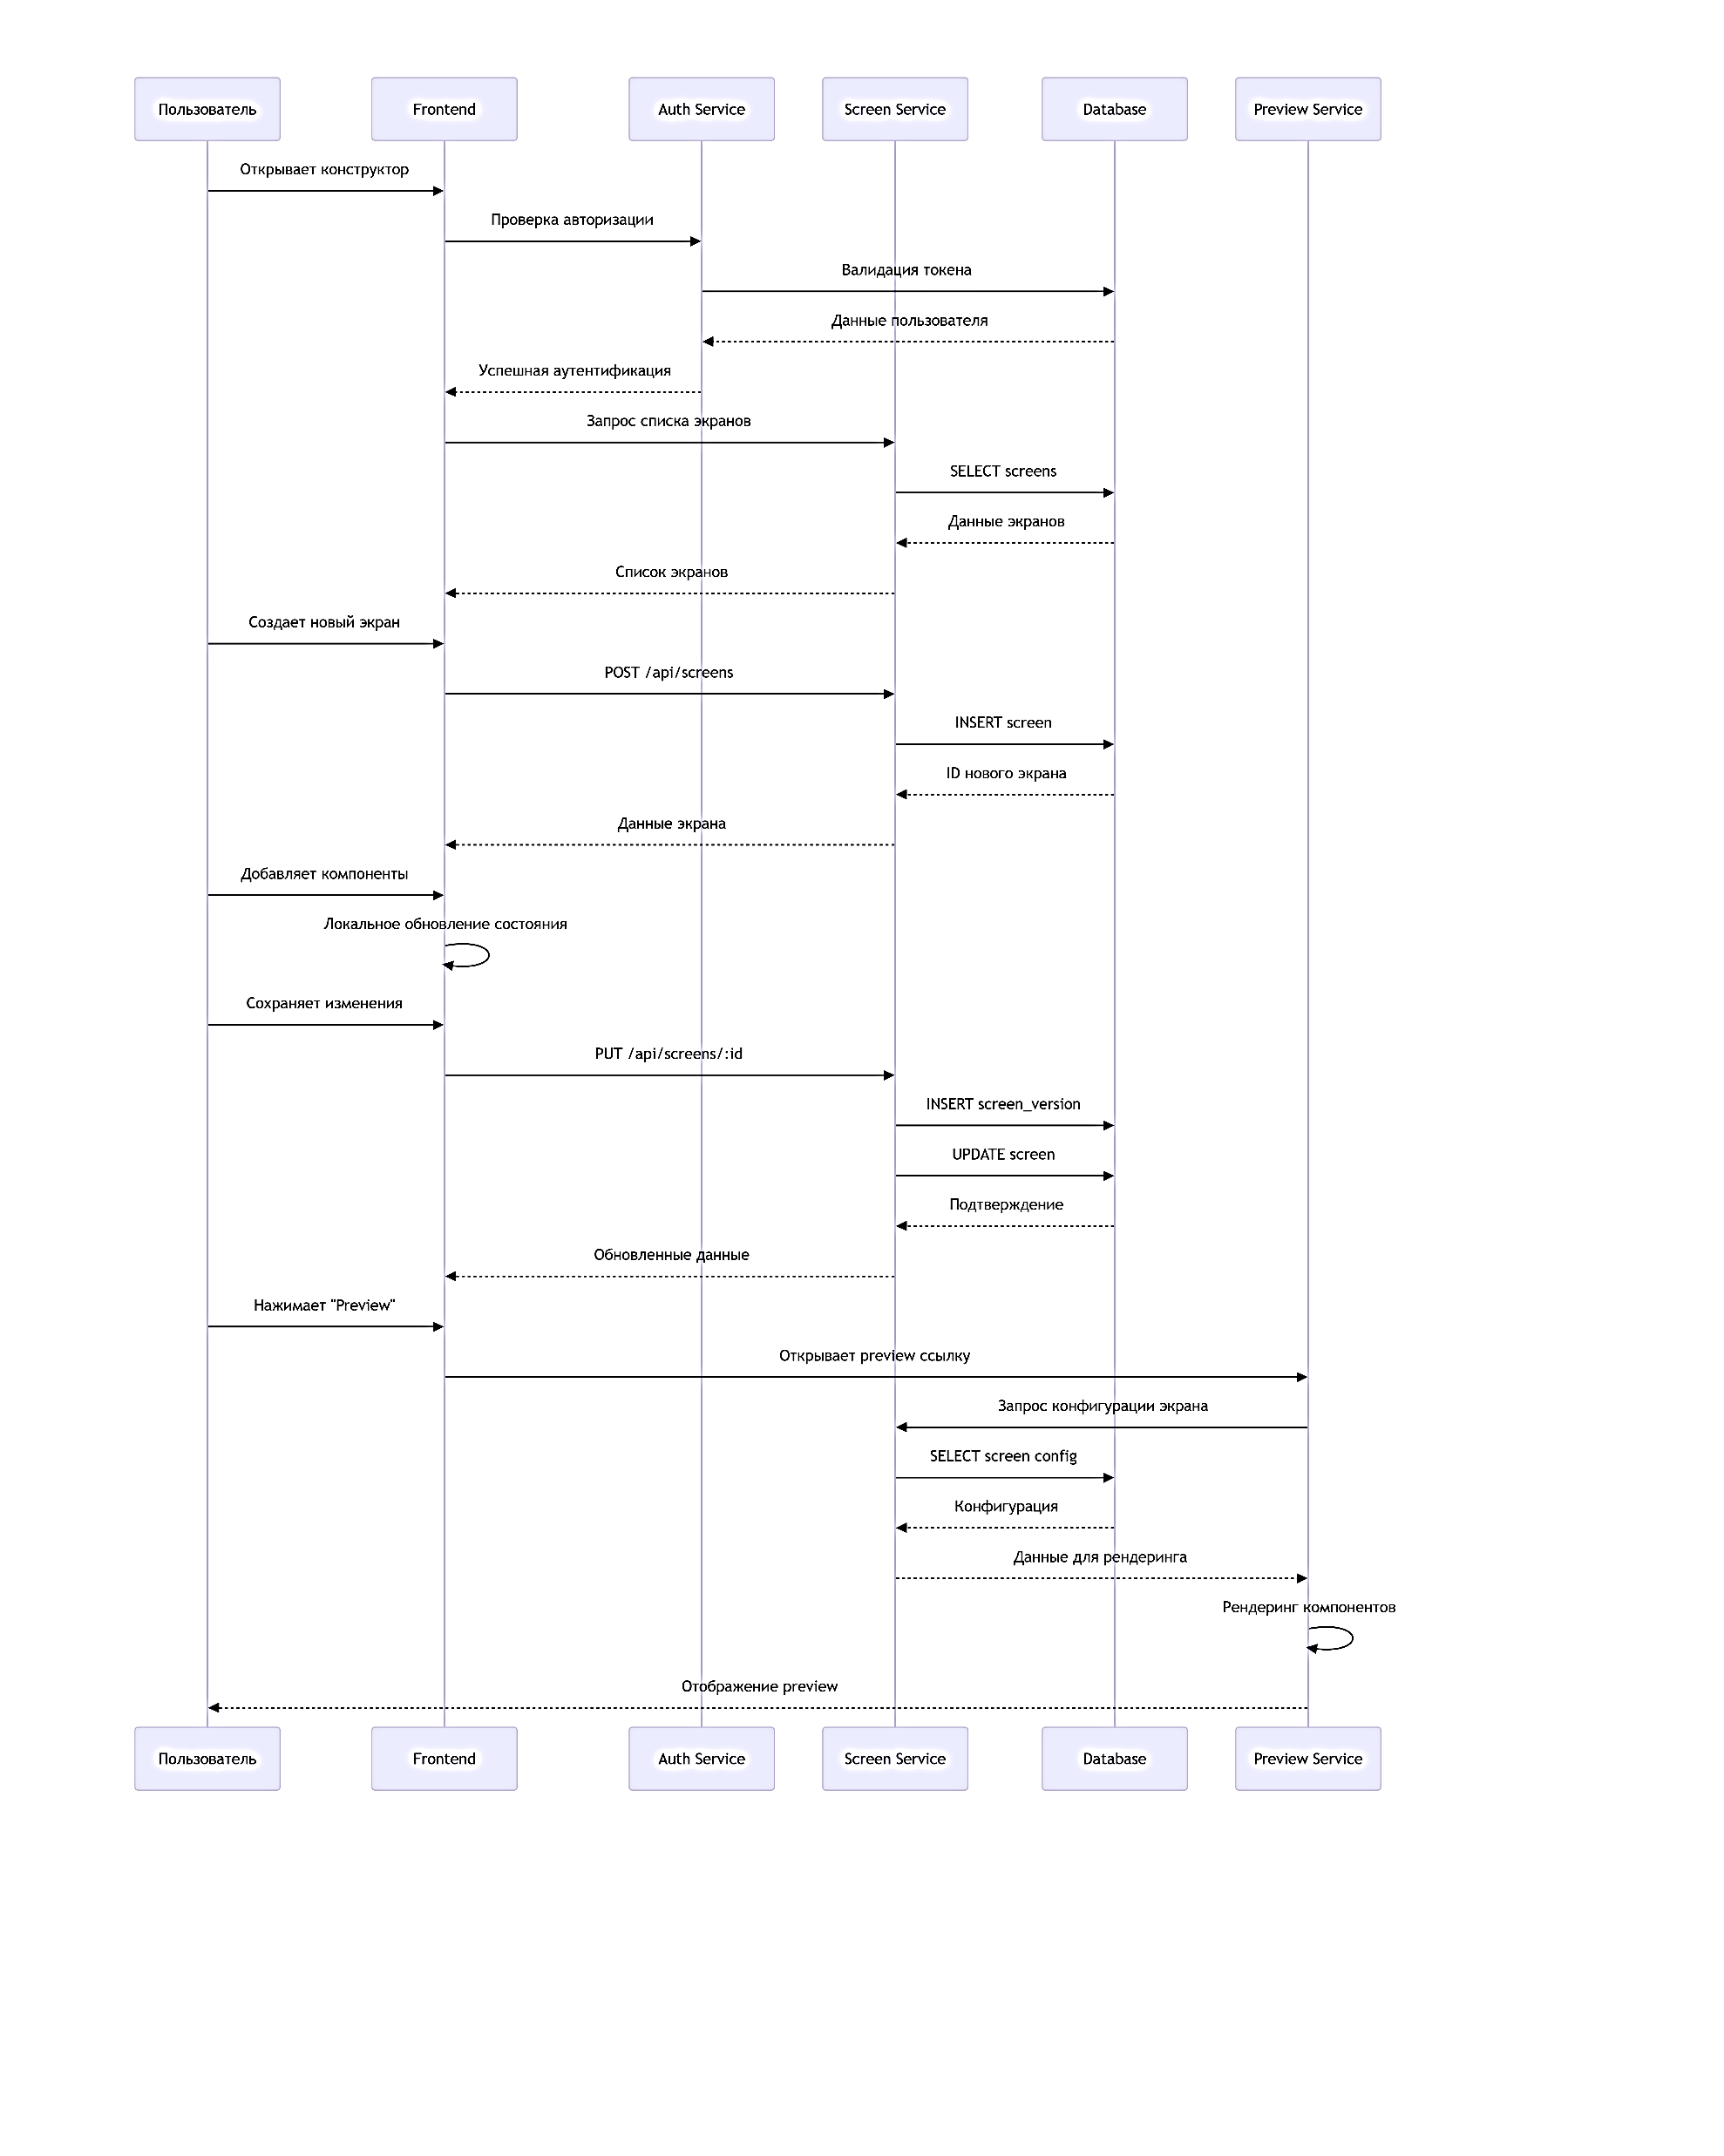 Пользователь
Frontend
Auth Service
Screen Service
Database
Preview Service
Открывает конструктор
Проверка авторизации
Валидация токена
Данные пользователя
Успешная аутентификация
Запрос списка экранов
SELECT screens
Данные экранов
Список экранов
Создает новый экран
POST /api/screens
INSERT screen
ID нового экрана
Данные экрана
Добавляет компоненты
Локальное обновление состояния
Сохраняет изменения
PUT /api/screens/:id
INSERT screen_version
UPDATE screen
Подтверждение
Обновленные данные
Нажимает "Preview"
Открывает preview ссылку
Запрос конфигурации экрана
SELECT screen config
Конфигурация
Данные для рендеринга
Рендеринг компонентов
Отображение preview
Пользователь
Frontend
Auth Service
Screen Service
Database
Preview Service